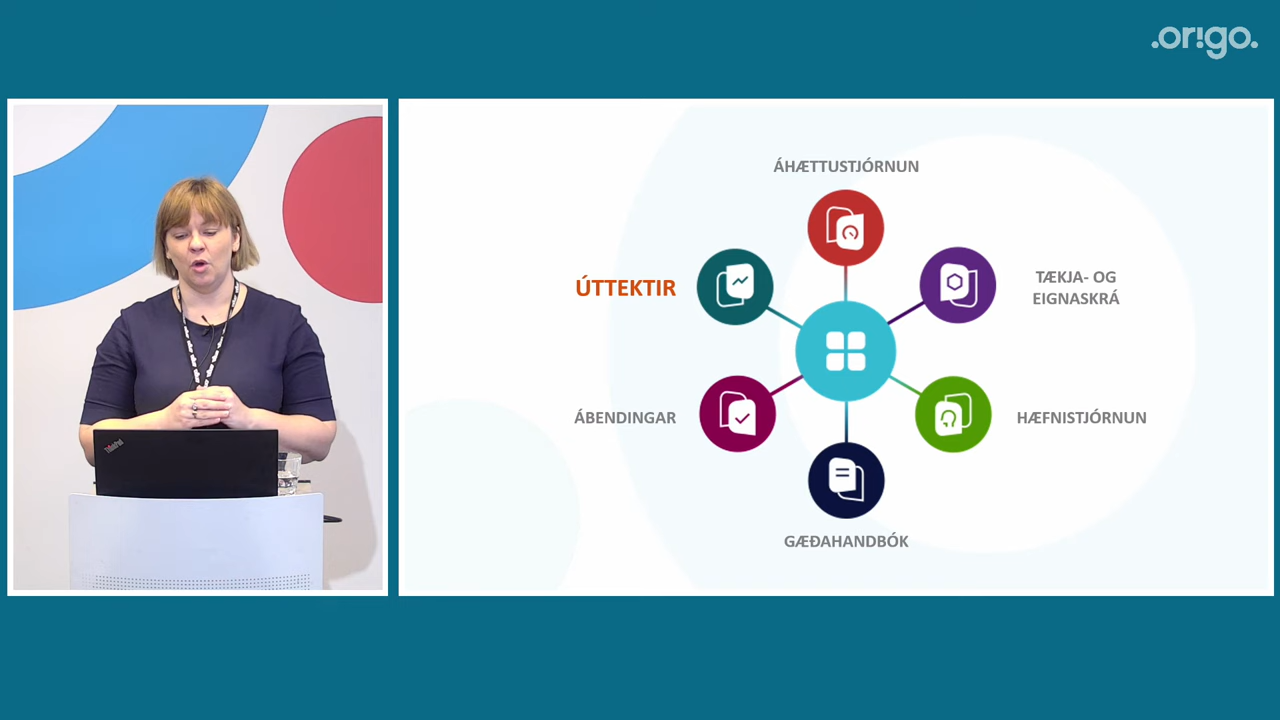 .origo.
ÁHÆTTUSTJÓRNUN
ÚTTEKTIR
TÆKJA- OG
EIGNASKRÁ
ÁBENDINGAR
HÆFNISTJÓRNUN
GÆÐAHANDBÓK
ThinkPad